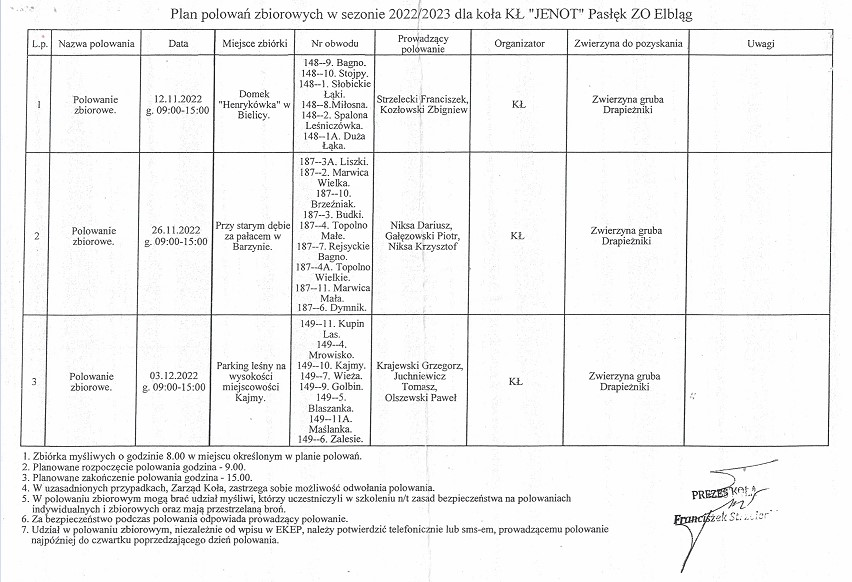 Plan polowań zbiorowych w sezonie 2022/2023 dla koła KŁ "JENOT" Pasłęk ZO Elbląg
L.p. Nazwa polowania Data Miejsce zbiórki Nr obwodu Prowadzący polowanie Organizator Zwierzyna do pozyskania Uwagi
1
Polowanie
zbiorowe.
12.11.2022
g. 09:00-15:00
Domek
"Henrykówka" w
Bielicy.
148--9. Bagno.
148--10. Stojpy.
148--1. Słobickie
Łąki.
148--8.Miłosna.
148--2. Spalona
Leśniczówka.
148--1A. Duża
Łąka.
Strzelecki Franciszek,
Kozłowski Zbigniew
KŁ
Zwierzyna gruba
Drapieżniki
2
Polowanie
zbiorowe.
26.11.2022
g. 09:00-15:00
Przy starym dębie
za pałacem w
Barzynie.
187--3A. Liszki.
187--2. Marwica
Wielka.
187--10.
Brzeźniak.
187--3. Budki.
187--4. Topolno
Małe.
187--7. Rejsyckie
Bagno.
187--4A. Topolno
Wielkie.
187--11. Marwica
Mała.
187--6. Dymnik.
Niksa Dariusz,
Gałęzowski Piotr,
Niksa Krzysztof
KŁ
Zwierzyna gruba
Drapieżniki
3
Polowanie
zbiorowe.
03.12.2022
g. 09:00-15:00
Parking leśny na
wysokości
miejscowości
Kajmy.
149--11. Kupin
Las.
149--4.
Mrowisko.
149--10. Kajmy.
149--7. Wieża.
149--9. Golbin.
149--5.
Blaszanka.
149--11A.
Maślanka.
149--6. Zalesie.
Krajewski Grzegorz,
Juchniewicz
Tomasz,
Olszewski Paweł
KŁ
Zwierzyna gruba
Drapieżniki
1. Zbiórka myśliwych o godzinie 8.00 w miejscu określonym w planie polowań.
2. Planowane rozpoczęcie polowania godzina - 9.00.
3. Planowane zakończenie polowania godzina - 15.00.
4. W uzasadnionych przypadkach, Zarząd Koła, zastrzega sobie możliwość odwołania polowania.
5. W polowaniu zbiorowym mogą brać udział myśliwi, którzy uczestniczyli w szkoleniu n/t zasad bezpieczeństwa na polowaniach
indywidualnych i zbiorowych oraz mają przestrzelaną broń.
6. Za bezpieczeństwo podczas polowania odpowiada prowadzący polowanie.
7. Udział w polowaniu zbiorowym, niezależnie od wpisu w EKEP, należy potwierdzić telefonicznie lub sms-em, prowadzącemu polowanie
najpóźniej do czwartku poprzedzającego dzień polowania.
PREZES KOŁA
Franciszek